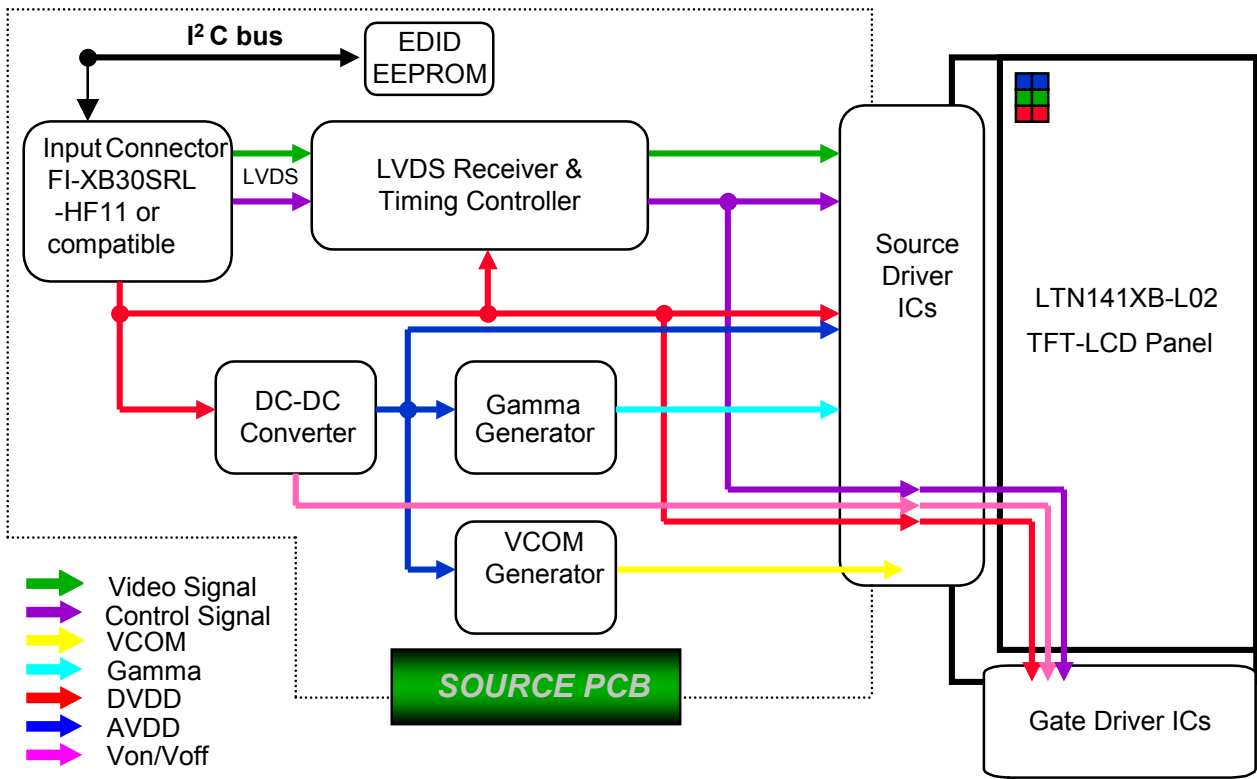 I² C bus
EDID
EEPROM
Input Connector
FI-XB30SRL
-HF11 or
compatible
LVDS
LVDS Receiver &
Timing Controller
Source
Driver
ICs
LTN141XB-L02
TFT-LCD Panel
DC-DC
Converter
Gamma
Generator
VCOM
Generator
Video Signal
Control Signal
VCOM
Gamma
DVDD
AVDD
Von/Voff
SOURCE PCB
Gate Driver ICs